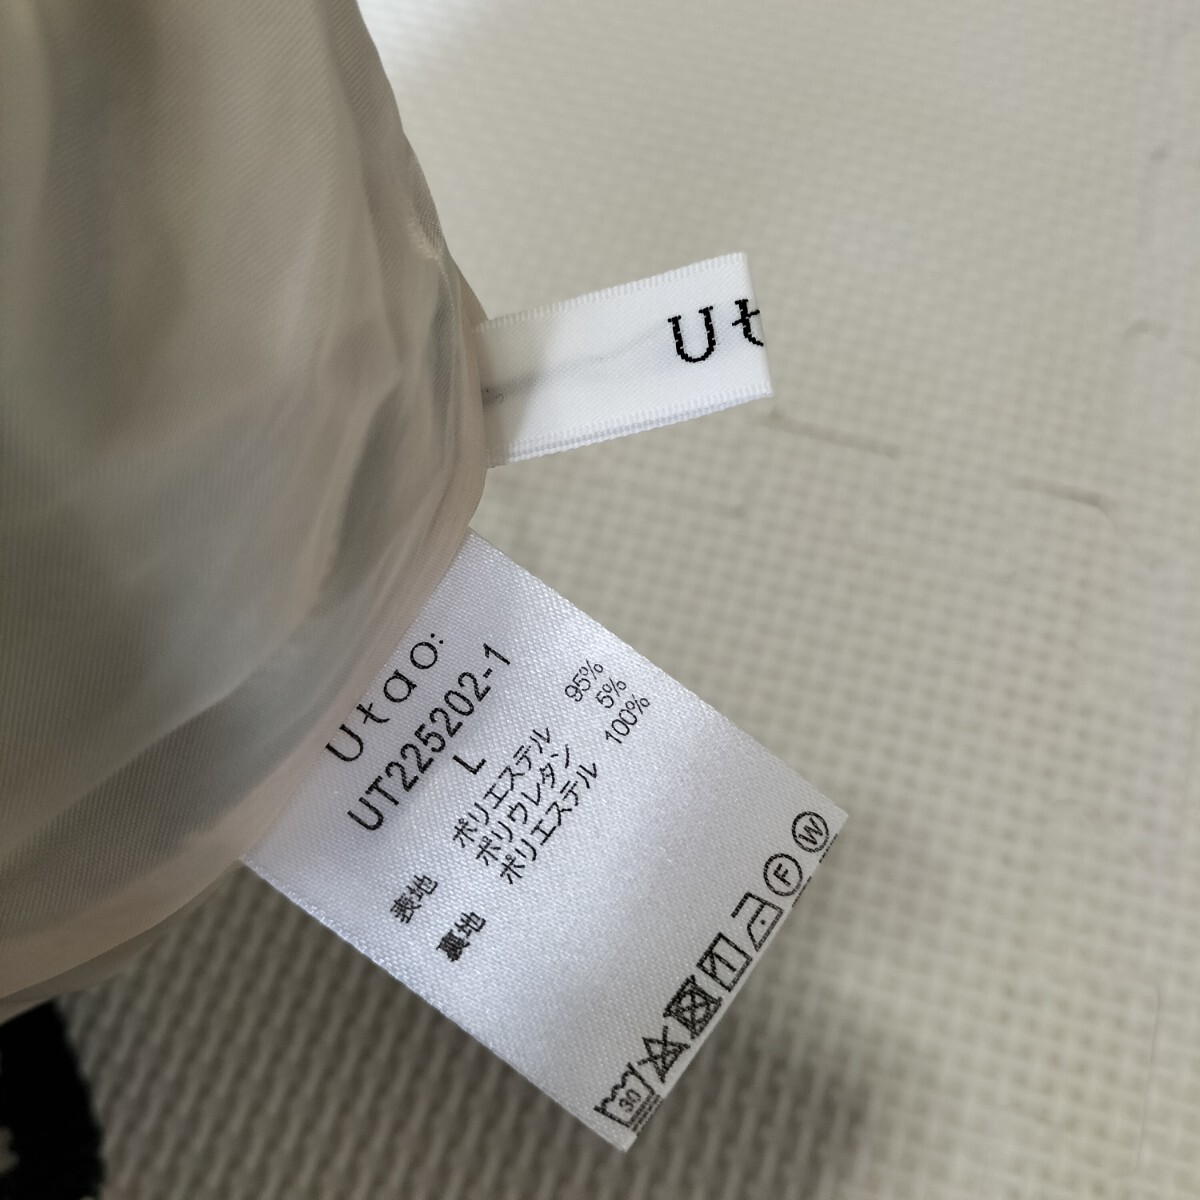 Ut
Utao:
UT225202-1
L
表地 ポリエステル 95%
ポリウレタン 5%
裏地 ポリエステル 100%
30
F
W